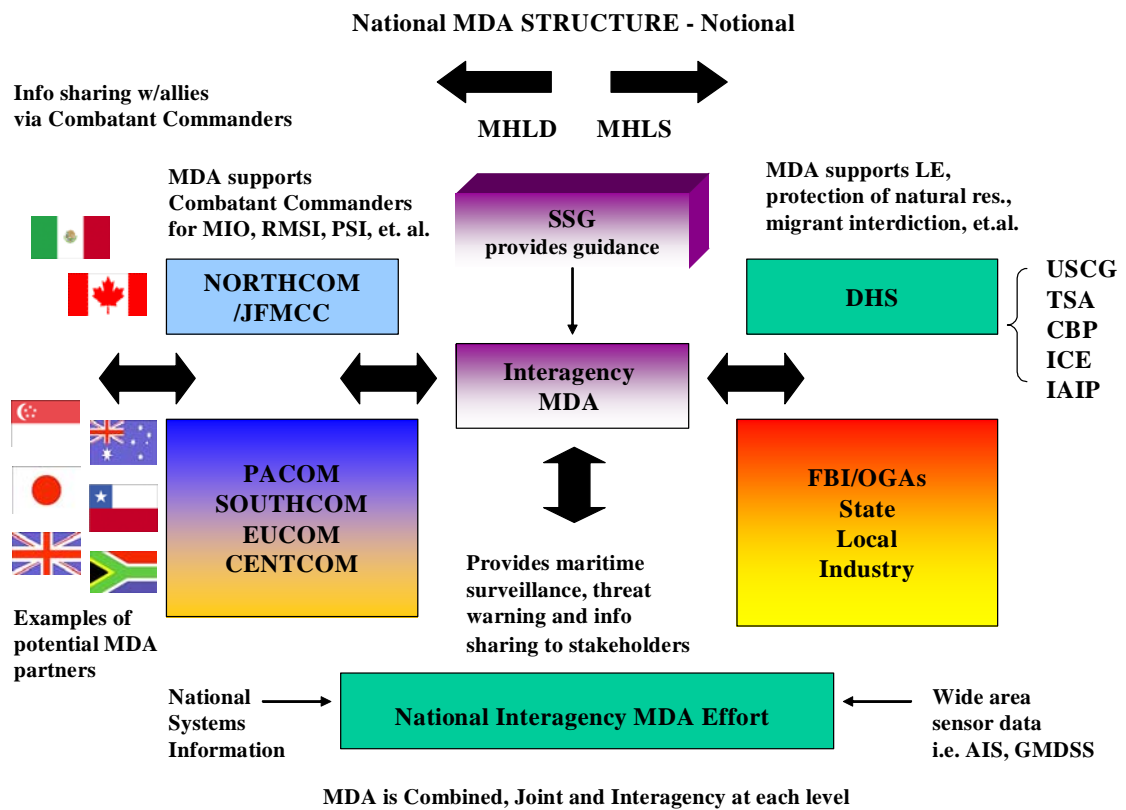 National MDA STRUCTURE - Notional
Info sharing w/allies
via Combatant Commanders
MHLD
MHLS
MDA supports
Combatant Commanders
for MIO, RMSI, PSI, et. al.
SSG
provides guidance
MDA supports LE,
protection of natural res.,
migrant interdiction, et.al.
NORTHCOM
/JFMCC
DHS
USCG
TSA
CBP
ICE
IAIP
Interagency
MDA
PACOM
SOUTHCOM
EUCOM
CENTCOM
FBI/OGAs
State
Local
Industry
Provides maritime
surveillance, threat
warning and info
sharing to stakeholders
Examples of
potential MDA
partners
National
Systems
Information
National Interagency MDA Effort
Wide area
sensor data
i.e. AIS, GMDSS
MDA is Combined, Joint and Interagency at each level